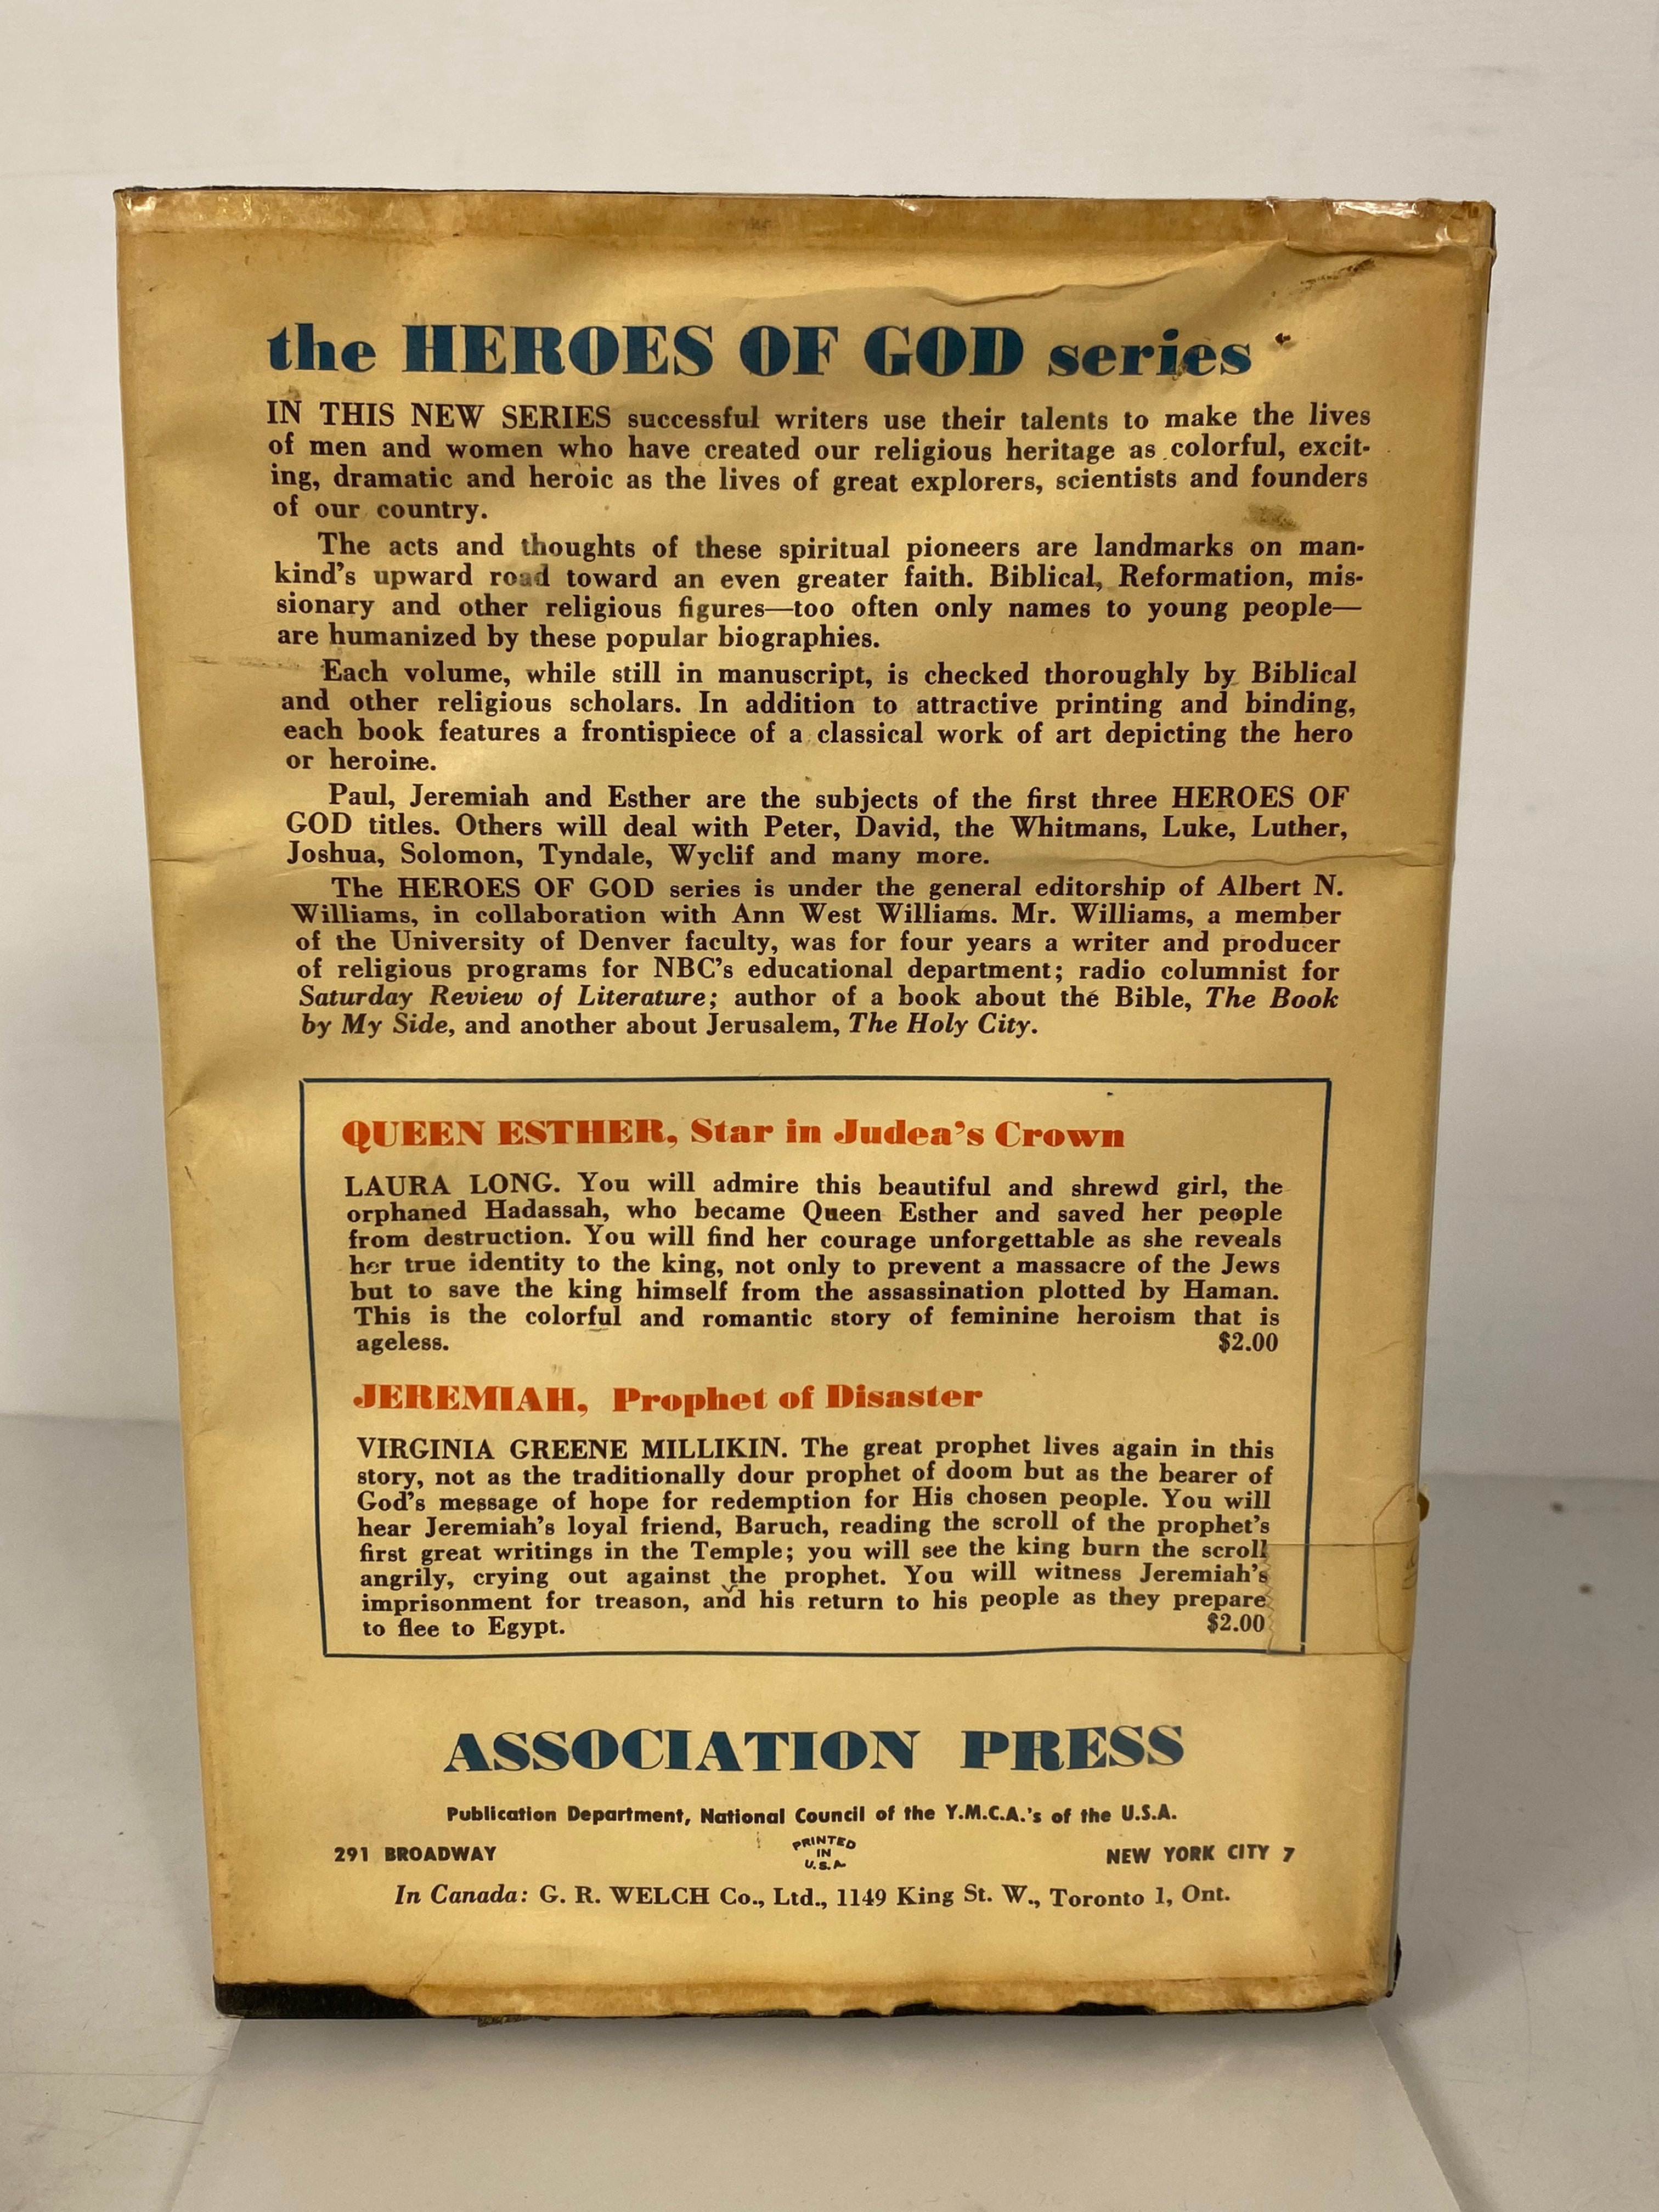 the HEROES OF GOD series
IN THIS NEW SERIES successful writers use their talents to make the lives
of men and women who have created our religious heritage as colorful, excit-
ing, dramatic and heroic as the lives of great explorers, scientists and founders
of our country.
The acts and thoughts of these spiritual pioneers are landmarks on man-
kind's upward road toward an even greater faith. Biblical, Reformation, mis-
sionary and other religious figures—too often only names to young people—
are humanized by these popular biographies.
Each volume, while still in manuscript, is checked thoroughly by Biblical
and other religious scholars. In addition to attractive printing and binding,
each book features a frontispiece of a classical work of art depicting the hero
or heroine.
Paul, Jeremiah and Esther are the subjects of the first three HEROES OF
GOD titles. Others will deal with Peter, David, the Whitmans, Luke, Luther,
Joshua, Solomon, Tyndale, Wyclif and many more.
The HEROES OF GOD series is under the general editorship of Albert N.
Williams, in collaboration with Ann West Williams. Mr. Williams, a member
of the University of Denver faculty, was for four years a writer and producer
of religious programs for NBC's educational department; radio columnist for
Saturday Review of Literature; author of a book about the Bible, The Book
by My Side, and another about Jerusalem, The Holy City.
QUEEN ESTHER, Star in Judea's Crown
LAURA LONG. You will admire this beautiful and shrewd girl, the
orphaned Hadassah, who became Queen Esther and saved her people
from destruction. You will find her courage unforgettable as she reveals
her true identity to the king, not only to prevent a massacre of the Jews
but to save the king himself from the assassination plotted by Haman.
This is the colorful and romantic story of feminine heroism that is
ageless. $2.00
JEREMIAH, Prophet of Disaster
VIRGINIA GREENE MILLIKIN. The great prophet lives again in this
story, not as the traditionally dour prophet of doom but as the bearer of
God's message of hope for redemption for His chosen people. You will
hear Jeremiah's loyal friend, Baruch, reading the scroll of the prophet's
first great writings in the Temple; you will see the king burn the scroll
angrily, crying out against the prophet. You will witness Jeremiah's
imprisonment for treason, and his return to his people as they prepare
to flee to Egypt. $2.00
ASSOCIATION PRESS
Publication Department, National Council of the Y.M.C.A.'s of the U.S.A.
291 BROADWAY
PRINTED
IN
U.S.A.
NEW YORK CITY 7
In Canada: G. R. WELCH Co., Ltd., 1149 King St. W., Toronto 1, Ont.